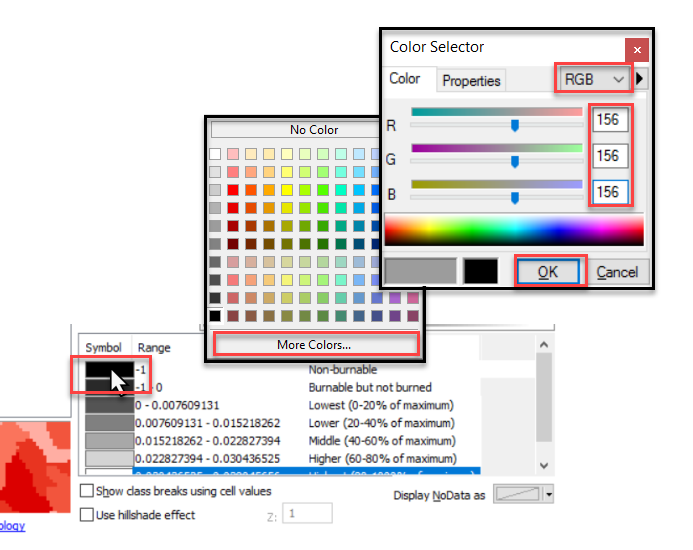 Color Selector
×
Color Properties RGB
R 156
G 156
B 156
OK Cancel
No Color
More Colors...
Symbol Range
-1 Non-burnable
-1 - 0 Burnable but not burned
0 - 0.007609131 Lowest (0-20% of maximum)
0.007609131 - 0.015218262 Lower (20-40% of maximum)
0.015218262 - 0.022827394 Middle (40-60% of maximum)
0.022827394 - 0.030436525 Higher (60-80% of maximum)
Show class breaks using cell values
Display NoData as
Use hillshade effect Z: 1
ology